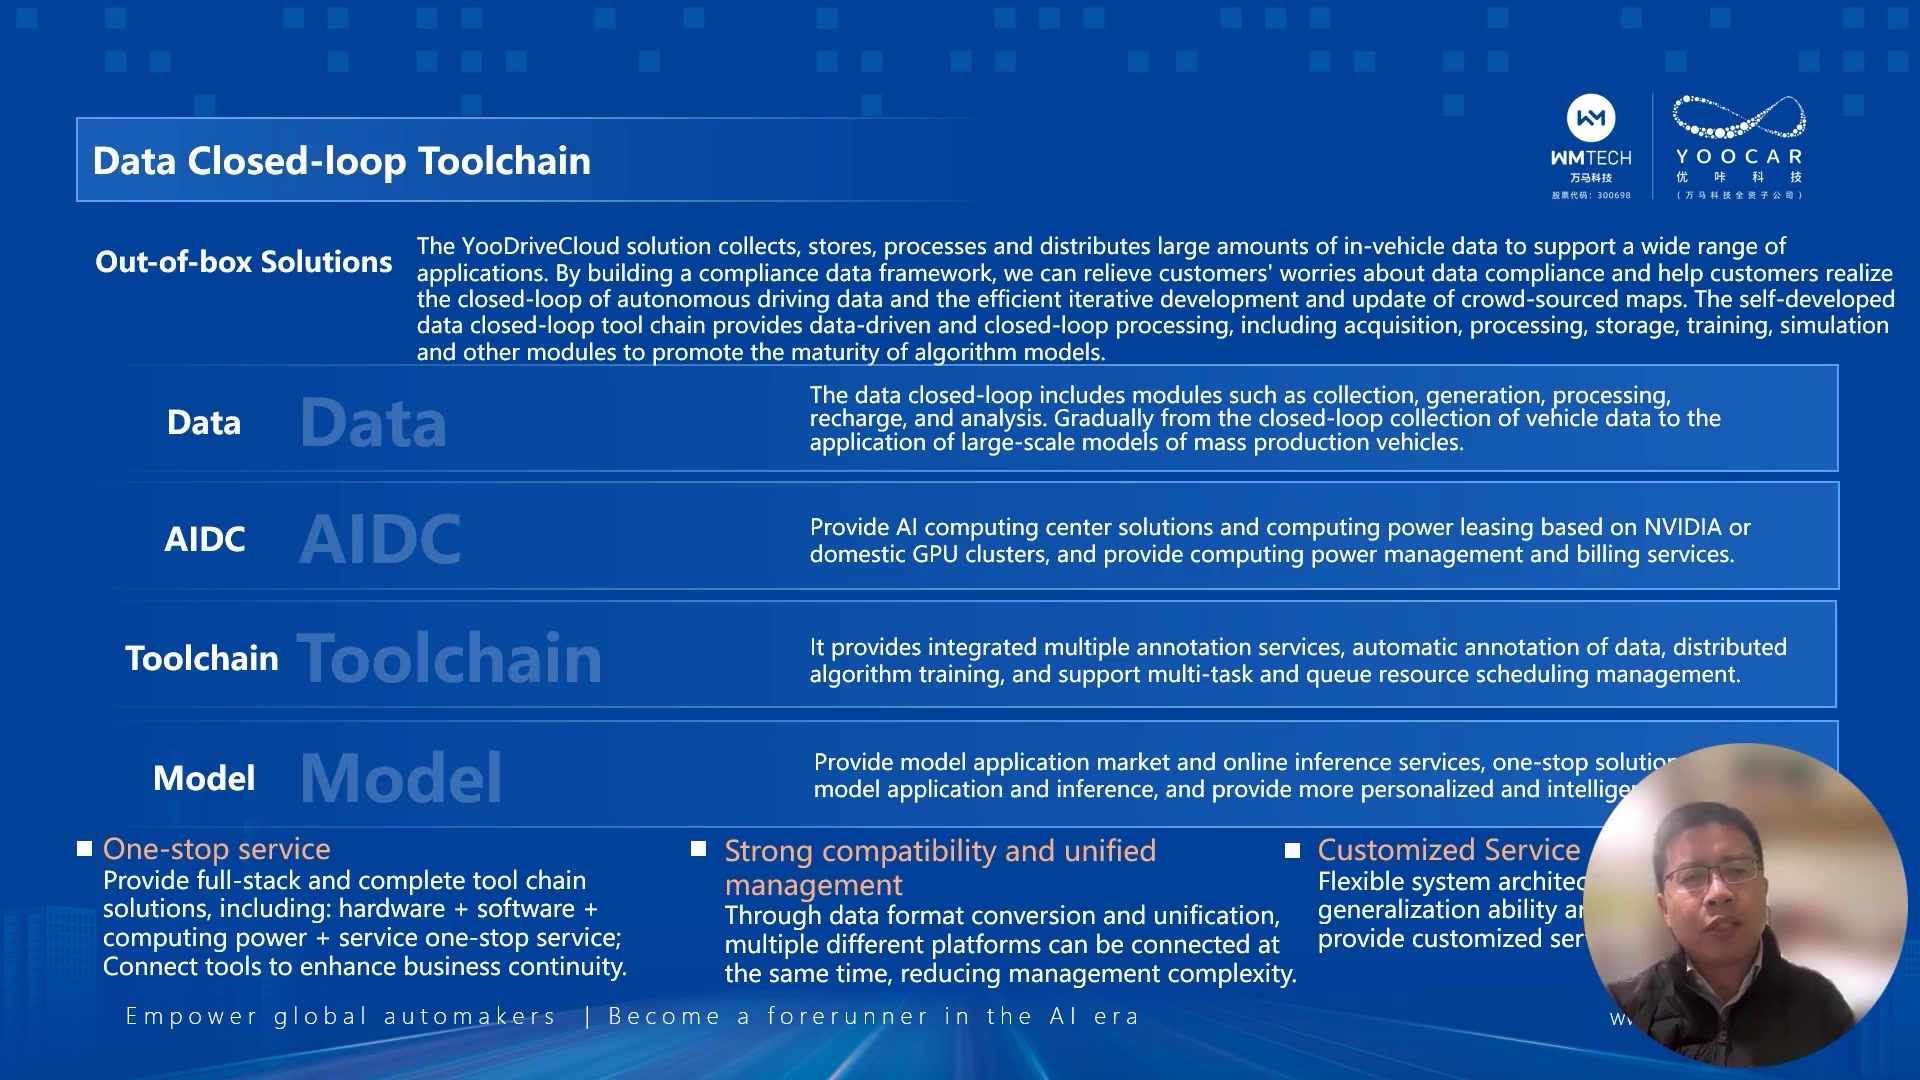 WMTECH
万马科技
股票代码：300698
YOOCAR
优咔科技
(万马科技全资子公司)
Data Closed-loop Toolchain
Out-of-box Solutions
The YooDriveCloud solution collects, stores, processes and distributes large amounts of in-vehicle data to support a wide range of
applications. By building a compliance data framework, we can relieve customers' worries about data compliance and help customers realize
the closed-loop of autonomous driving data and the efficient iterative development and update of crowd-sourced maps. The self-developed
data closed-loop tool chain provides data-driven and closed-loop processing, including acquisition, processing, storage, training, simulation
and other modules to promote the maturity of algorithm models.
Data Data
The data closed-loop includes modules such as collection, generation, processing,
recharge, and analysis. Gradually from the closed-loop collection of vehicle data to the
application of large-scale models of mass production vehicles.
AIDC AIDC
Provide AI computing center solutions and computing power leasing based on NVIDIA or
domestic GPU clusters, and provide computing power management and billing services.
Toolchain Toolchain
It provides integrated multiple annotation services, automatic annotation of data, distributed
algorithm training, and support multi-task and queue resource scheduling management.
Model Model
Provide model application market and online inference services, one-stop
model application and inference, and provide more personalized and
One-stop service
Provide full-stack and complete tool chain
solutions, including: hardware + software +
computing power + service one-stop service;
Connect tools to enhance business continuity.
Strong compatibility and unified
management
Through data format conversion and unification,
multiple different platforms can be connected at
the same time, reducing management complexity.
Customized Service
Flexible system
generalization ability
provide customized
Empower global automakers | Become a forerunner in the AI era